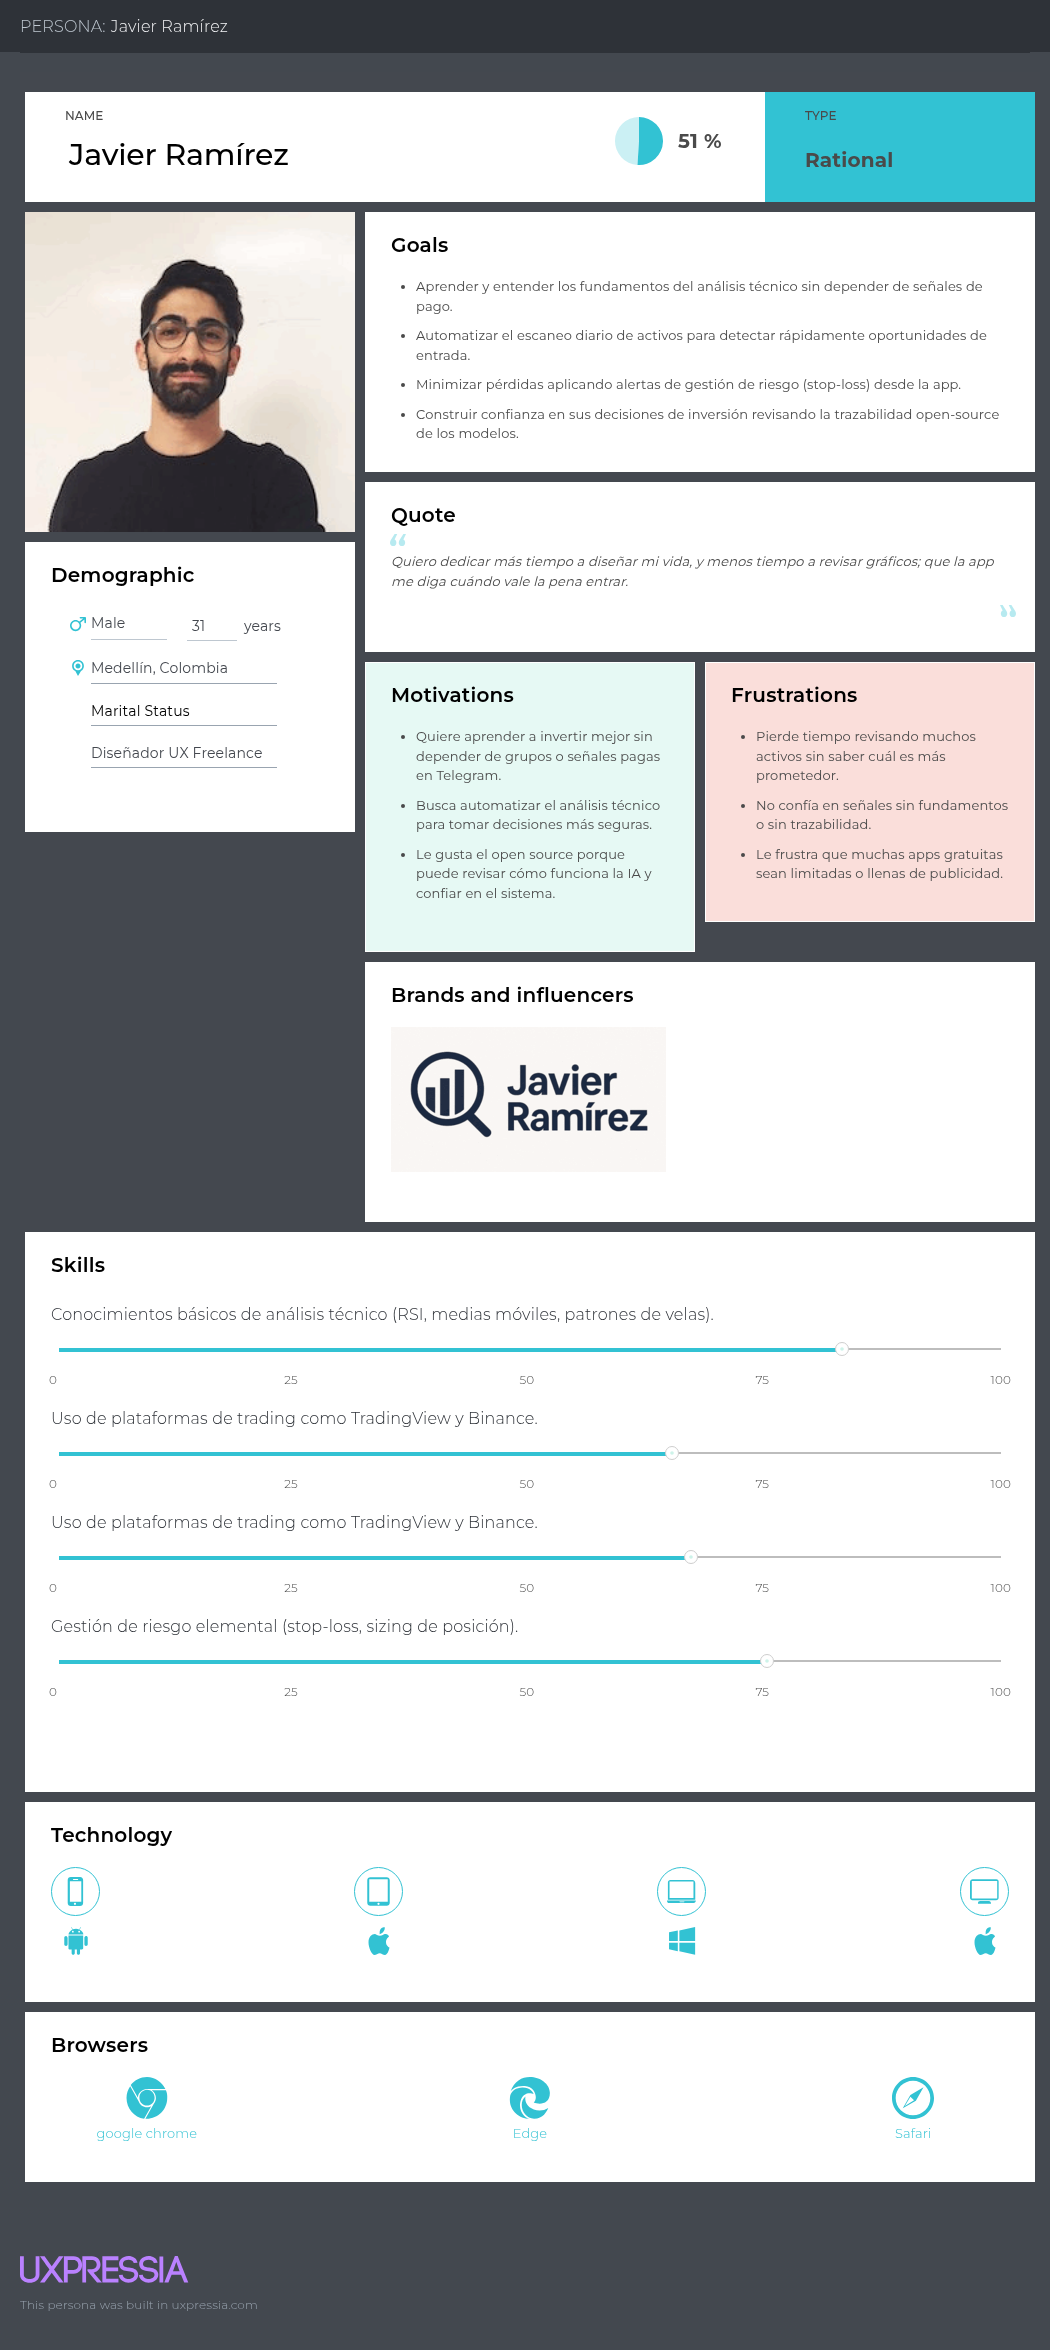 PERSONA: Javier Ramírez
NAME
Javier Ramírez
51 %
TYPE
Rational
Goals
Aprender y entender los fundamentos del análisis técnico sin depender de señales de
pago.
Automatizar el escaneo diario de activos para detectar rápidamente oportunidades de
entrada.
Minimizar pérdidas aplicando alertas de gestión de riesgo (stop-loss) desde la app.
Construir confianza en sus decisiones de inversión revisando la trazabilidad open-source
de los modelos.
Quote
“
Quiero dedicar más tiempo a diseñar mi vida, y menos tiempo a revisar gráficos; que la app
me diga cuándo vale la pena entrar.
”
Demographic
Male 31 years
Medellín, Colombia
Marital Status
Diseñador UX Freelance
Motivations
Quiere aprender a invertir mejor sin
depender de grupos o señales pagas
en Telegram.
Busca automatizar el análisis técnico
para tomar decisiones más seguras.
Le gusta el open source porque
puede revisar cómo funciona la IA y
confiar en el sistema.
Frustrations
Pierde tiempo revisando muchos
activos sin saber cuál es más
prometedor.
No confía en señales sin fundamentos
o sin trazabilidad.
Le frustra que muchas apps gratuitas
sean limitadas o llenas de publicidad.
Brands and influencers
Javier
Ramírez
Skills
Conocimientos básicos de análisis técnico (RSI, medias móviles, patrones de velas).
0 25 50 75 100
Uso de plataformas de trading como TradingView y Binance.
0 25 50 75 100
Uso de plataformas de trading como TradingView y Binance.
0 25 50 75 100
Gestión de riesgo elemental (stop-loss, sizing de posición).
0 25 50 75 100
Technology
Browsers
google chrome Edge Safari
UXPRESSIA
This persona was built in uxpressia.com